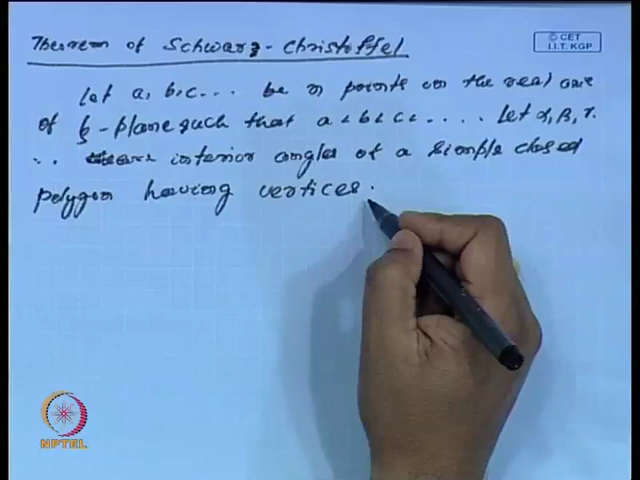 Theorem of Schwarz-Christoffel
© CET
I.I.T. KGP
Let a, b, c... be n points on the real axis
of ξ-plane such that a < b < c < .... Let α, β, γ.
.. interior angles of a simple closed
polygon having vertices.
NPTEL